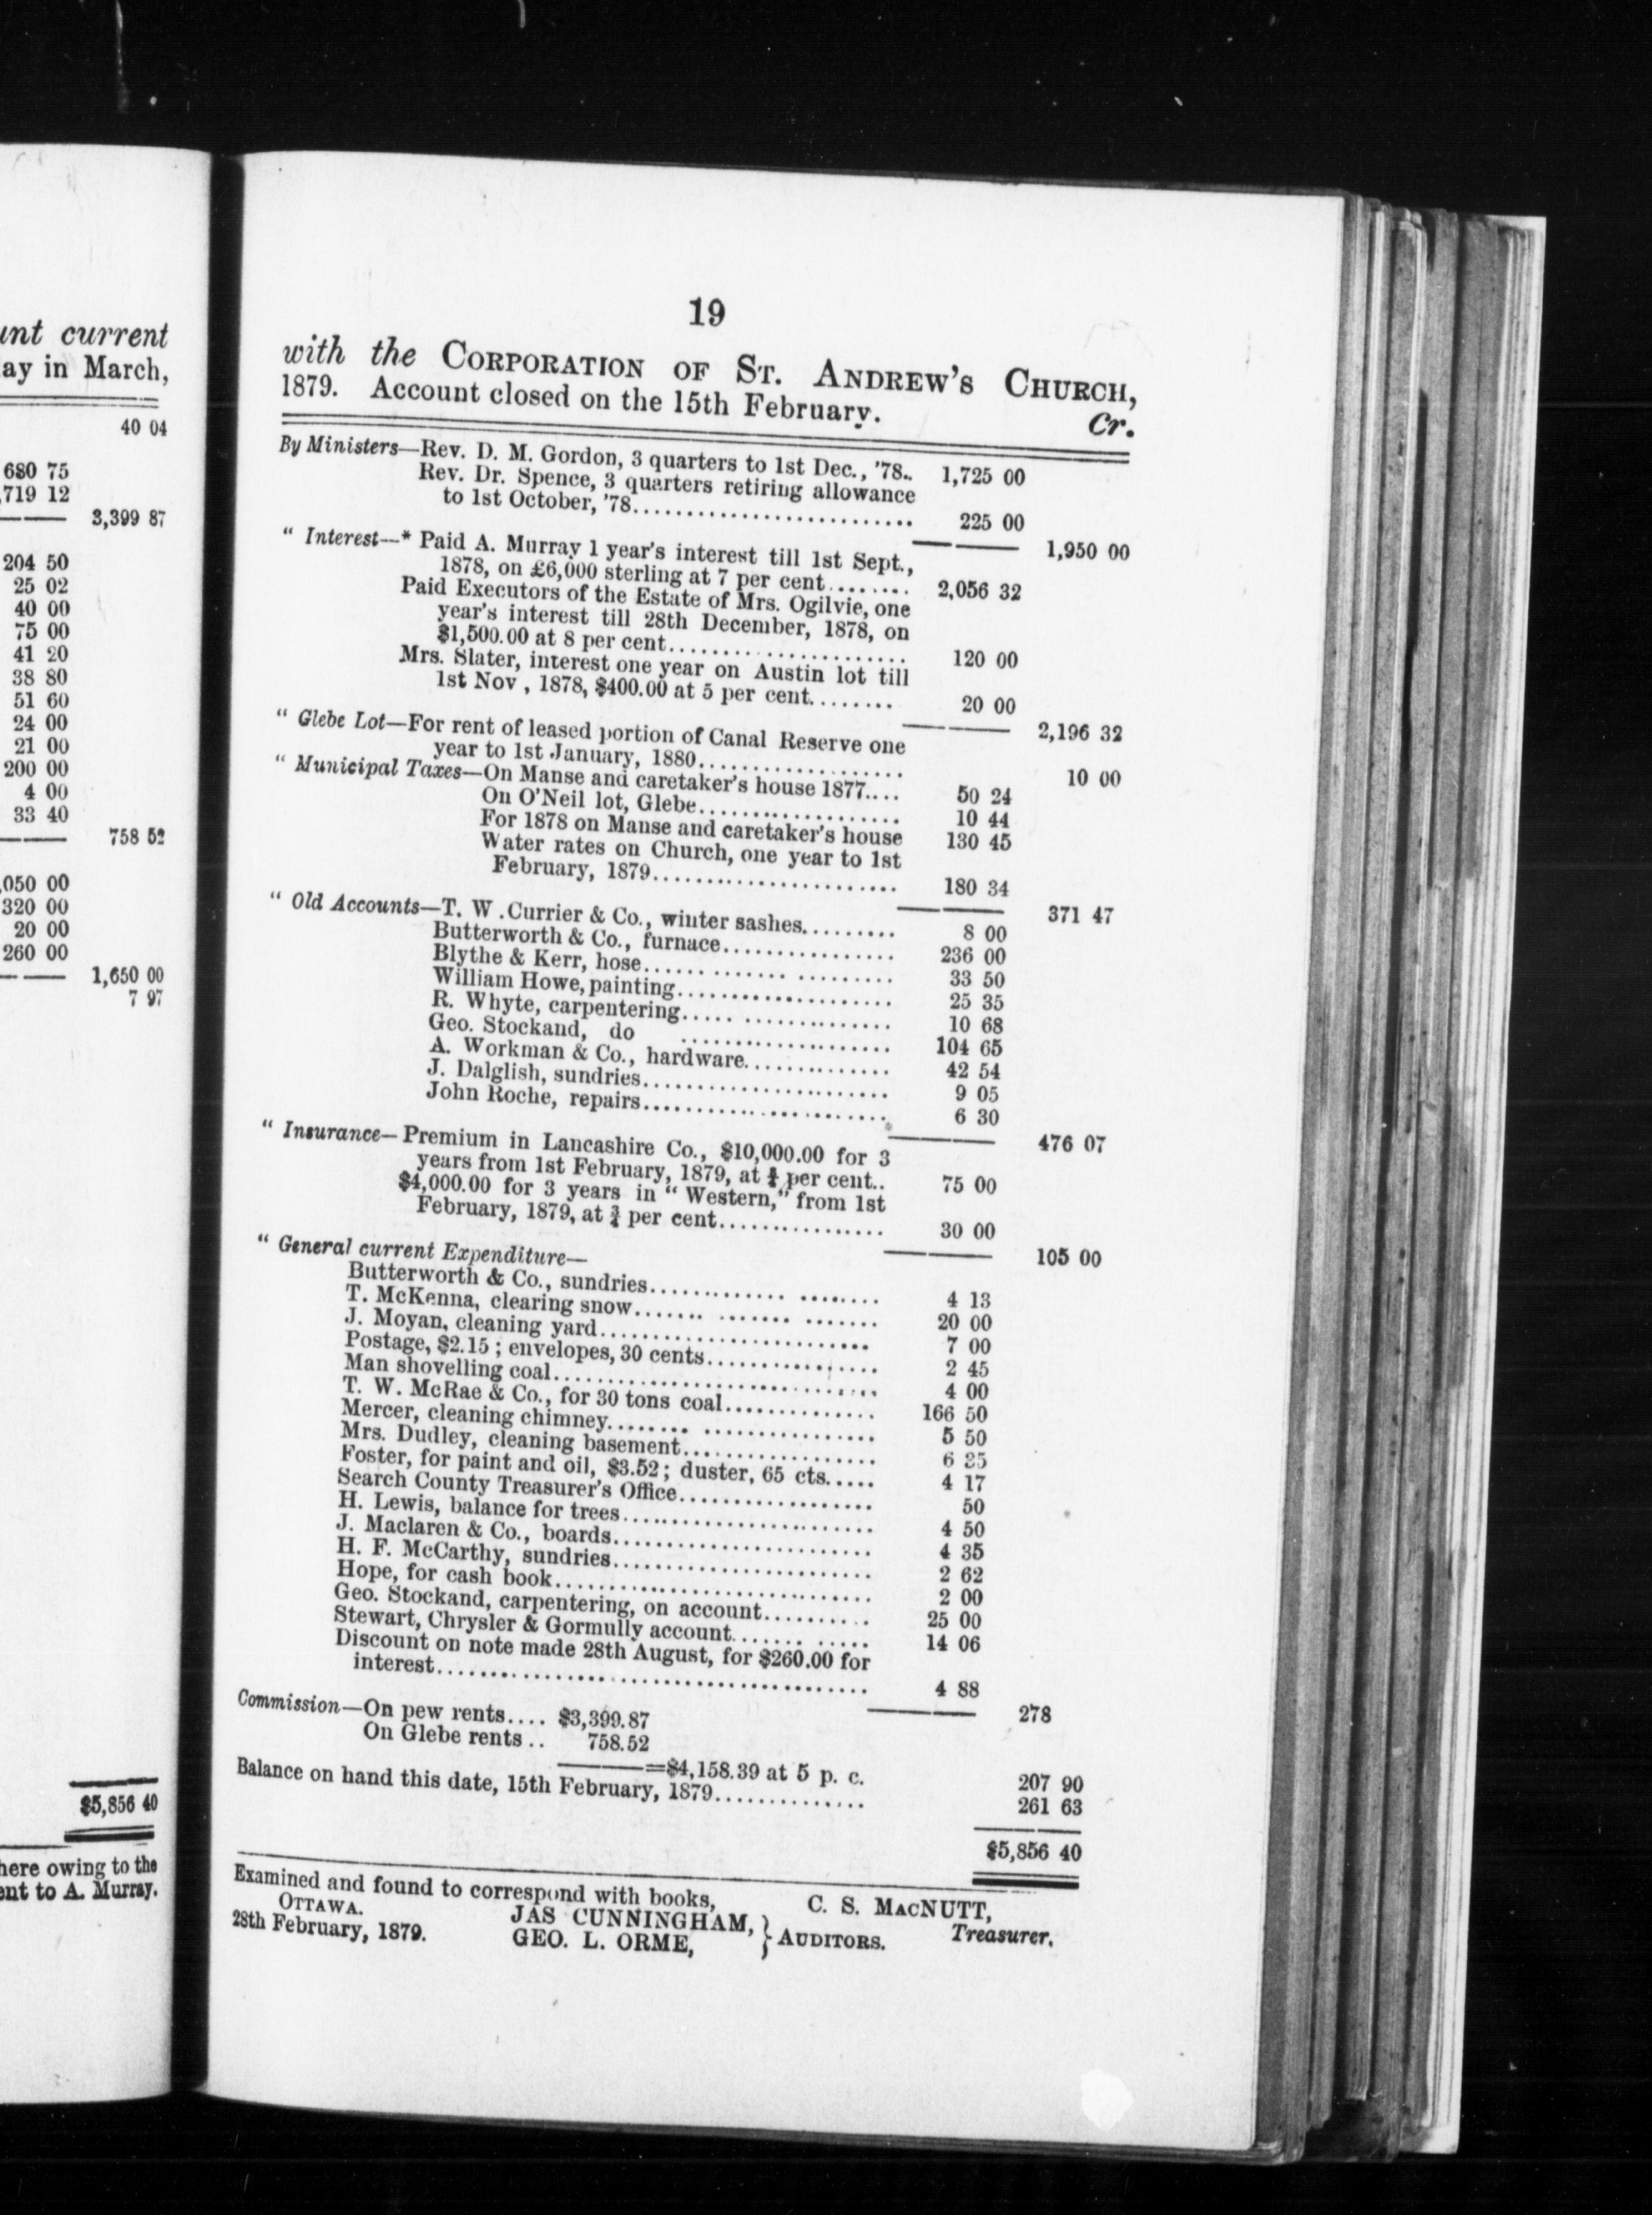 unt current
ay in March,
40 04
680 75
,719 12
3,399 87
204 50
25 02
40 00
75 00
41 20
38 80
51 60
24 00
21 00
200 00
4 00
33 40
758 52
,050 00
320 00
20 00
260 00
1,650 00
7 97
$5,856 40
here owing to the
ent to A. Murray.
19
with the CORPORATION OF ST. ANDREW'S CHURCH,
1879. Account closed on the 15th February. Cr.
By Ministers—Rev. D. M. Gordon, 3 quarters to 1st Dec., '78.. 1,725 00
Rev. Dr. Spence, 3 quarters retiring allowance
to 1st October, '78........................... 225 00
1,950 00
" Interest—* Paid A. Murray 1 year's interest till 1st Sept.,
1878, on £6,000 sterling at 7 per cent........ 2,056 32
Paid Executors of the Estate of Mrs. Ogilvie, one
year's interest till 28th December, 1878, on
$1,500.00 at 8 per cent....................... 120 00
Mrs. Slater, interest one year on Austin lot till
1st Nov , 1878, $400.00 at 5 per cent........ 20 00
2,196 32
" Glebe Lot—For rent of leased portion of Canal Reserve one
year to 1st January, 1880................... 10 00
" Municipal Taxes—On Manse and caretaker's house 1877.... 50 24
On O'Neil lot, Glebe.................. 10 44
For 1878 on Manse and caretaker's house 130 45
Water rates on Church, one year to 1st
February, 1879........................ 180 34
371 47
" Old Accounts—T. W .Currier & Co., winter sashes......... 8 00
Butterworth & Co., furnace............... 236 00
Blythe & Kerr, hose............ ......... 33 50
William Howe, painting................... 25 35
R. Whyte, carpentering..... ............. 10 68
Geo. Stockand, do ................... 104 65
A. Workman & Co., hardware.............. 42 54
J. Dalglish, sundries..................... 9 05
John Roche, repairs...................... 6 30
476 07
" Insurance—Premium in Lancashire Co., $10,000.00 for 3
years from 1st February, 1879, at ¾ per cent.. 75 00
$4,000.00 for 3 years in " Western," from 1st
February, 1879, at ¾ per cent................ 30 00
105 00
" General current Expenditure—
Butterworth & Co., sundries............. ........ 4 13
T. McKenna, clearing snow....... ....... ....... 20 00
J. Moyan, cleaning yard......................... 7 00
Postage, $2.15 ; envelopes, 30 cents................ 2 45
Man shovelling coal.............................. 4 00
T. W. McRae & Co., for 30 tons coal.............. 166 50
Mercer, cleaning chimney........ ................ 5 50
Mrs. Dudley, cleaning basement................... 6 35
Foster, for paint and oil, $3.52 ; duster, 65 cts..... 4 17
Search County Treasurer's Office.................. 50
H. Lewis, balance for trees........................ 4 50
J. Maclaren & Co., boards......................... 4 35
H. F. McCarthy, sundries......................... 2 62
Hope, for cash book.............................. 2 00
Geo. Stockand, carpentering, on account.......... 25 00
Stewart, Chrysler & Gormully account....... ..... 14 06
Discount on note made 28th August, for $260.00 for
interest......................................... 4 88
278
Commission—On pew rents.... $3,399.87
On Glebe rents .. 758.52
=$4,158.39 at 5 p. c. 207 90
Balance on hand this date, 15th February, 1879.............. 261 63
$5,856 40
Examined and found to correspond with books,
C. S. MACNUTT,
Treasurer.
OTTAWA.
28th February, 1879.
JAS CUNNINGHAM,
GEO. L. ORME, } AUDITORS.